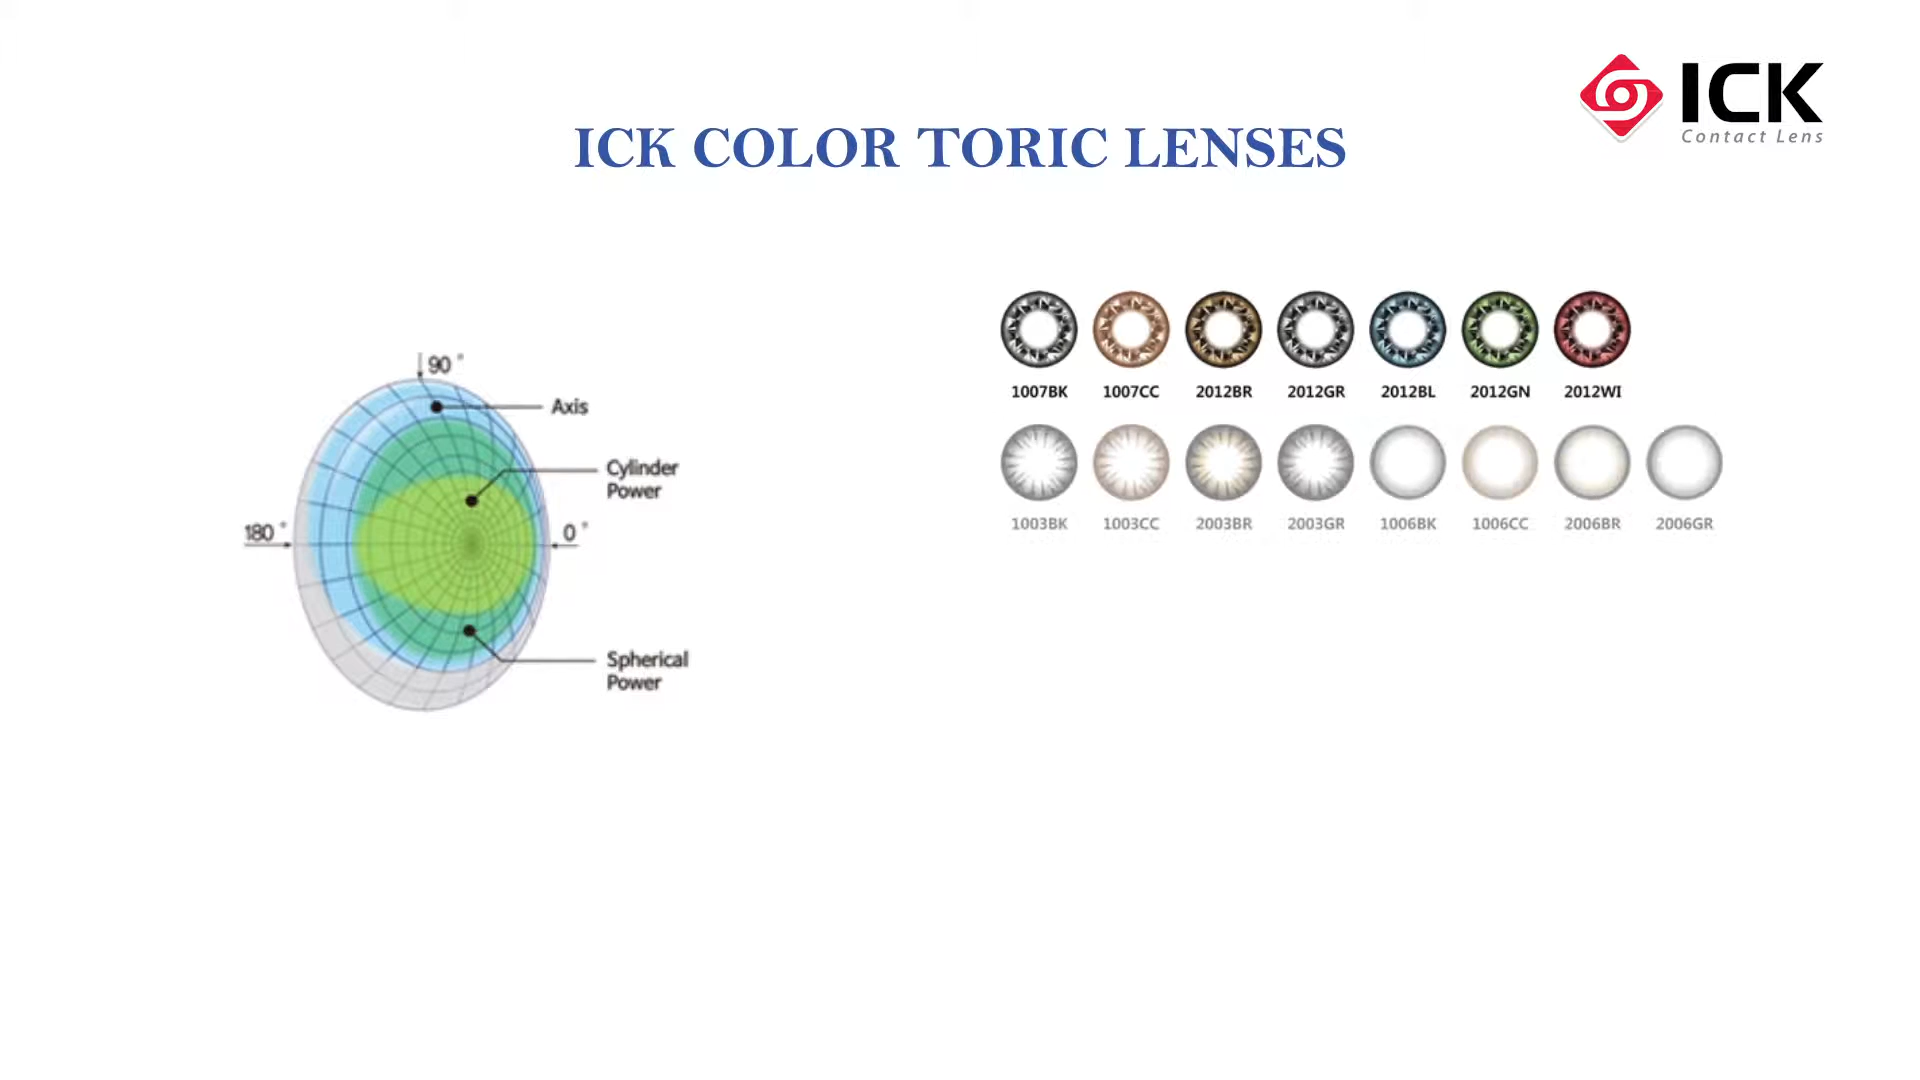 ICK
Contact Lens
ICK COLOR TORIC LENSES
90 °
Axis
Cylinder
Power
180 °
0 °
Spherical
Power
1007BK 1007CC 2012BR 2012GR 2012BL 2012GN 2012WI
1003BK 1003CC 2003BR 2003GR 1006BK 1006CC 2006BR 2006GR